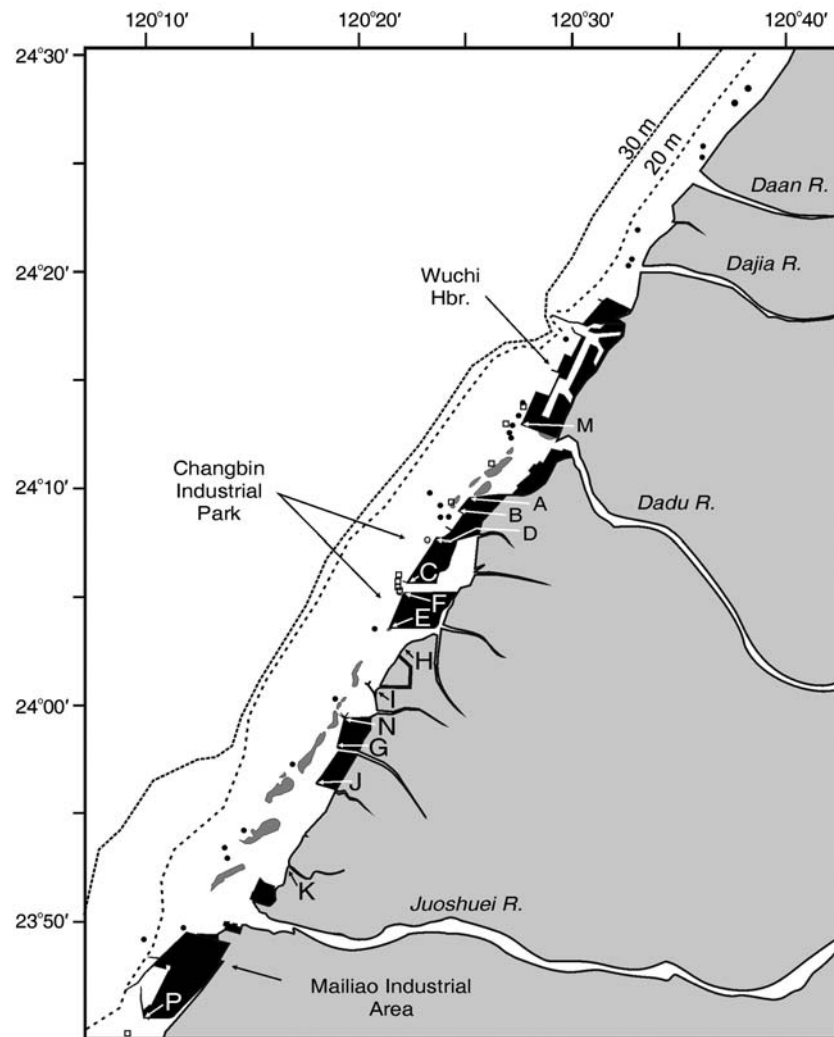 120°10′ 120°20′ 120°30′ 120°40′
24°30′
30 m
20 m
Daan R.
24°20′
Dajia R.
Wuchi
Hbr.
M
24°10′
Changbin
Industrial
Park
A
B
D
Dadu R.
C
F
E
H
I
24°00′
N
G
J
K
Juoshuei R.
23°50′
Mailiao Industrial
Area
P